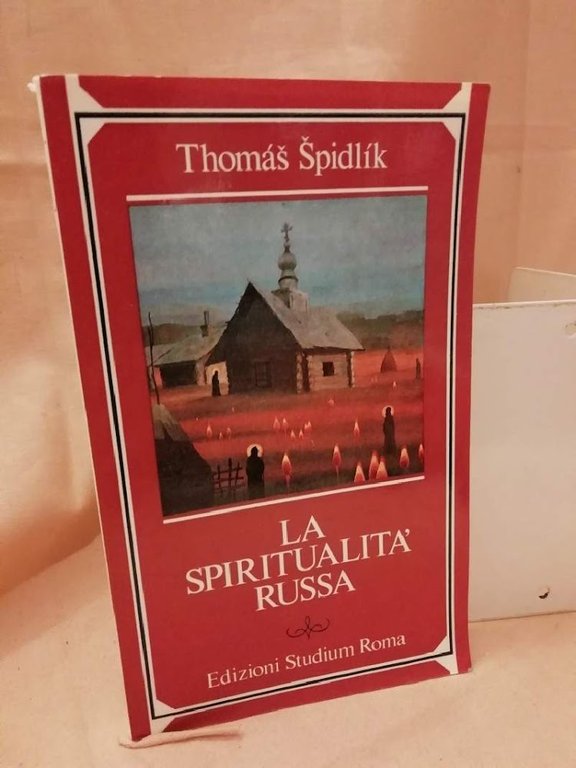 Thomáš Špidlík
LA
SPIRITUALITA'
RUSSA
Edizioni Studium Roma